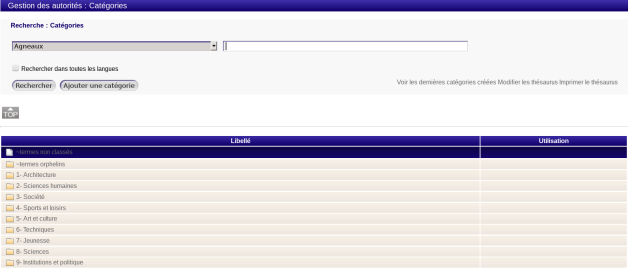 Gestion des autorités : Catégories
Recherche : Catégories
Agneaux
Rechercher dans toutes les langues
Rechercher Ajouter une catégorie
Voir les dernières catégories créées Modifier les thésaurus Imprimer le thésaurus
TOP
Libellé Utilisation
~termes non classés
~termes orphelins
1- Architecture
2- Sciences humaines
3- Société
4- Sports et loisirs
5- Art et culture
6- Techniques
7- Jeunesse
8- Sciences
9- Institutions et politique